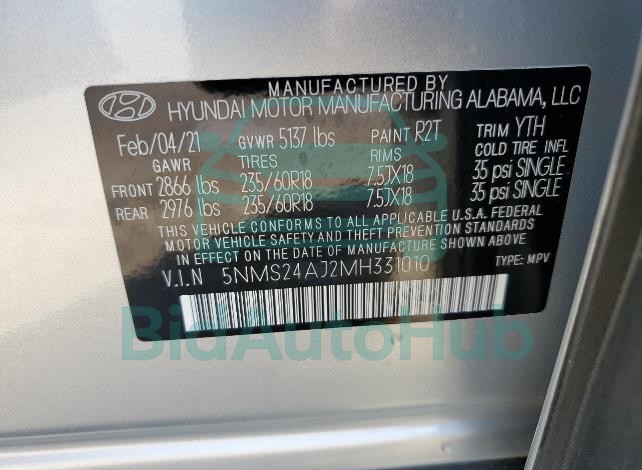 MANUFACTURED BY
HYUNDAI MOTOR MANUFACTURING ALABAMA, LLC
Feb/04/21 GVWR 5137 lbs PAINT R2T TRIM YTH
GAWR TIRES RIMS COLD TIRE INFL
FRONT 2866 lbs 235/60R18 7.5JX18 35 psi SINGLE
REAR 2976 lbs 235/60R18 7.5JX18 35 psi SINGLE
THIS VEHICLE CONFORMS TO ALL APPLICABLE U.S.A. FEDERAL
MOTOR VEHICLE SAFETY STANDARDS IN EFFECT ON THE
DATE OF MANUFACTURE SHOWN ABOVE.
V.I.N 5NMS24AJ2MH331010 TYPE: MPV
BidAutoHub